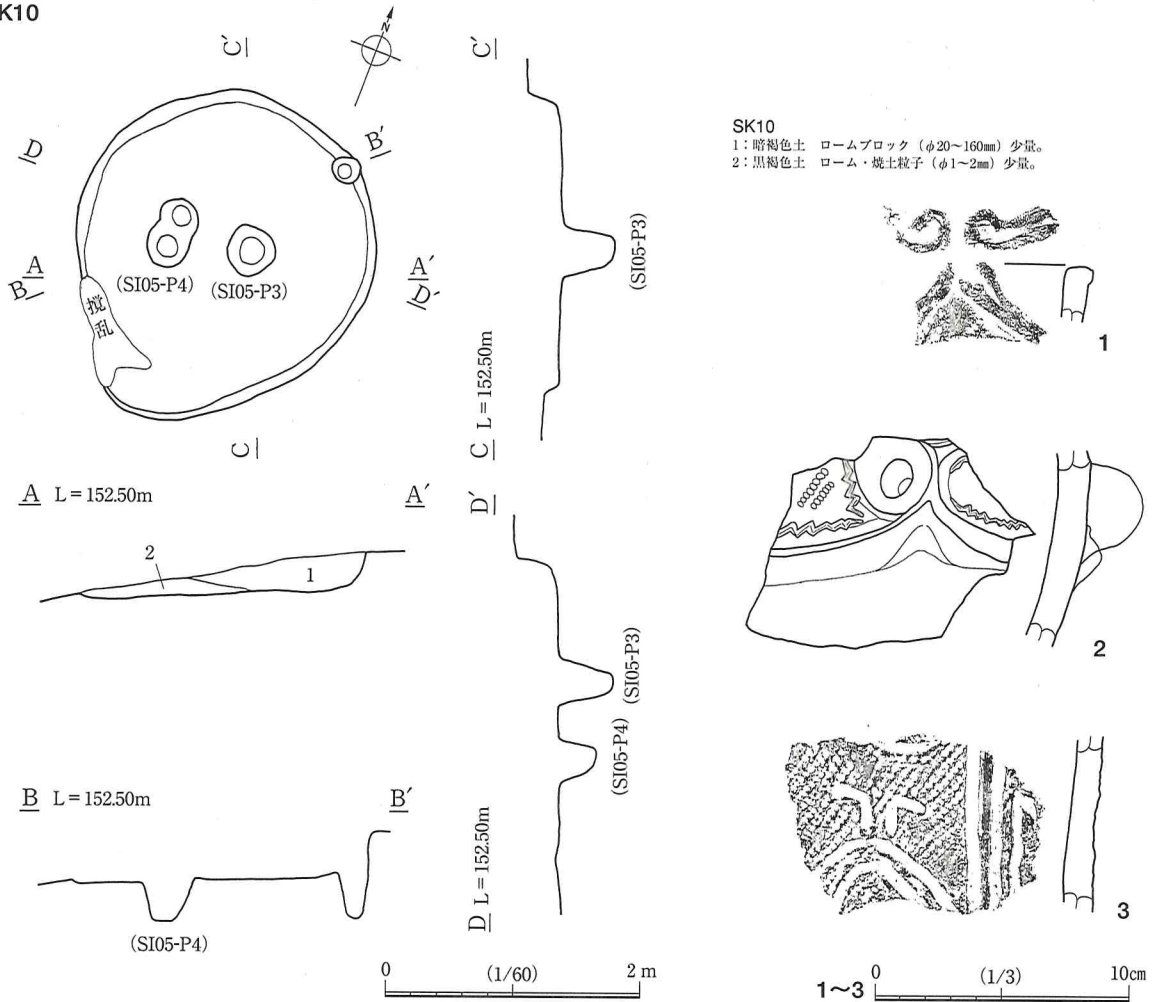 K10
C'
N
D
B'
A
A'
B
D'
(SI05-P4)
(SI05-P3)
撹乱
C
C'
(SI05-P3)
C L=152.50m
A L=152.50m
A'
2
1
B L=152.50m
B'
(SI05-P4)
D'
(SI05-P3)
(SI05-P4)
D L=152.50m
0 (1/60) 2 m
SK10
1:暗褐色土 ロームブロック(φ20~160㎜)少量。
2:黒褐色土 ローム・焼土粒子(φ1~2㎜)少量。
1
2
3
1~3
0 (1/3) 10cm